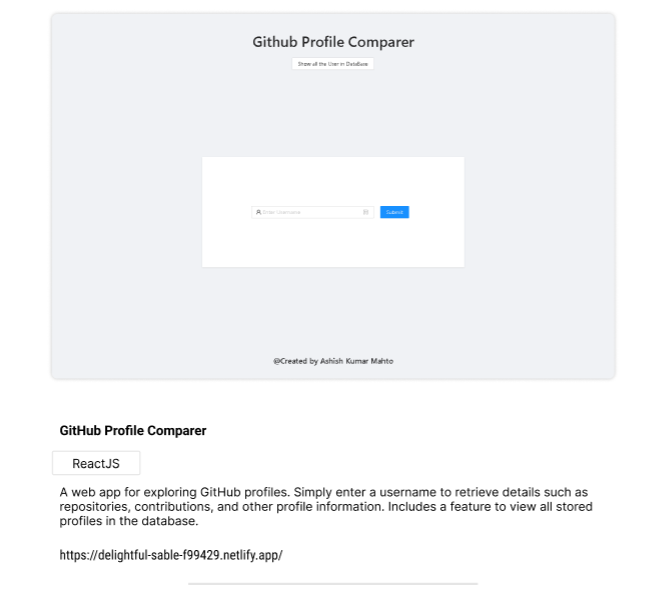 Github Profile Comparer
Show all the User in DataBase
Enter Username
Submit
@Created by Ashish Kumar Mahto
GitHub Profile Comparer
ReactJS
A web app for exploring GitHub profiles. Simply enter a username to retrieve details such as
repositories, contributions, and other profile information. Includes a feature to view all stored
profiles in the database.
https://delightful-sable-f99429.netlify.app/